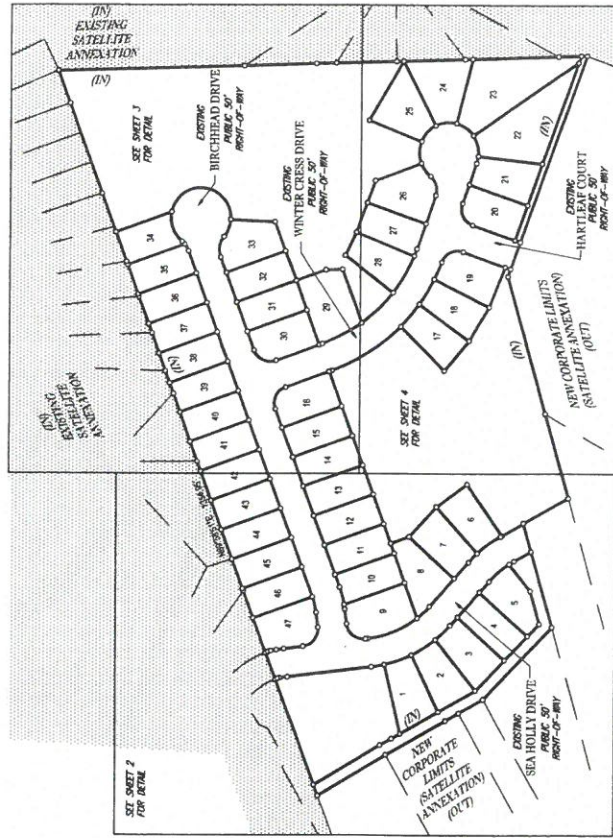 (IN)
EXISTING
SATELLITE
ANNEXATION
(IN)
SEE SHEET 3
FOR DETAIL
EXISTING
PUBLIC 50'
RIGHT-OF-WAY
BIRCHHEAD DRIVE
EXISTING
PUBLIC 50'
RIGHT-OF-WAY
WINTER CRESS DRIVE
(IN)
EXISTING
SATELLITE
ANNEXATION
34
35
36
37
38
(IN)
39
40
41
42
43
44
45
46
47
33
32
31
30
29
28
27
26
25
24
23
22
(IN)
21
20
19
18
17
16
15
14
13
12
11
10
9
8
7
6
5
4
3
2
1
(IN)
EXISTING
PUBLIC 50'
RIGHT-OF-WAY
HARTLEAF COURT
SEE SHEET 4
FOR DETAIL
(IN)
NEW CORPORATE LIMITS
(SATELLITE ANNEXATION)
(OUT)
SEE SHEET 2
FOR DETAIL
NEW
CORPORATE
LIMITS
(SATELLITE
ANNEXATION)
(OUT)
SEA HOLLY DRIVE
EXISTING
PUBLIC 50'
RIGHT-OF-WAY